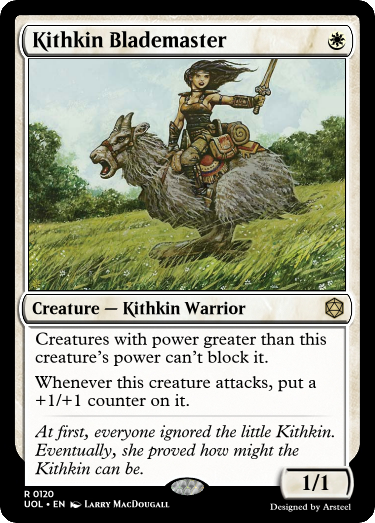 Kithkin Blademaster
Creature — Kithkin Warrior
Creatures with power greater than this
creature's power can't block it.
Whenever this creature attacks, put a
+1/+1 counter on it.
At first, everyone ignored the little Kithkin.
Eventually, she proved how might the
Kithkin can be.
1/1
R 0120
UOL • EN Larry MacDougall
Designed by Arsteel